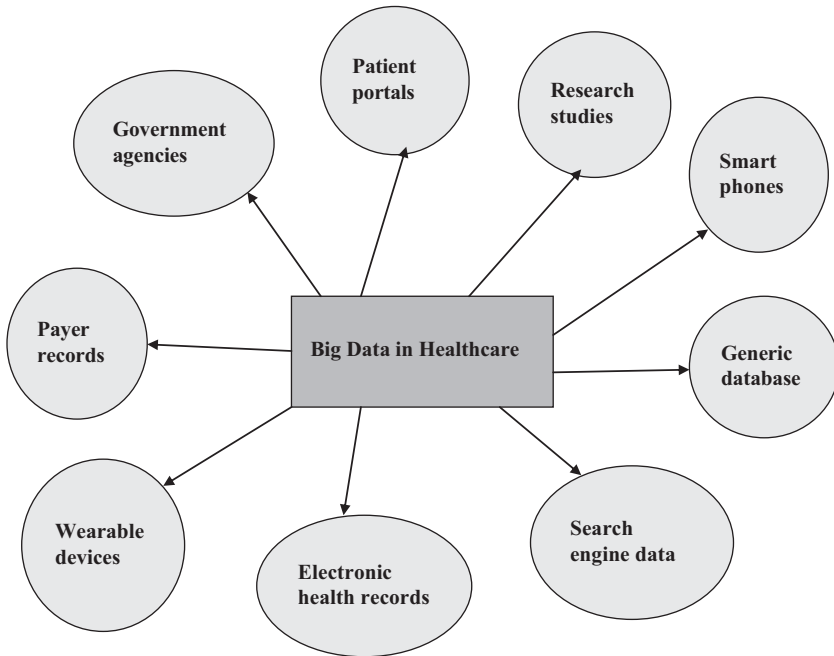 Patient
portals
Research
studies
Government
agencies
Smart
phones
Payer
records
Big Data in Healthcare
Generic
database
Wearable
devices
Electronic
health records
Search
engine data